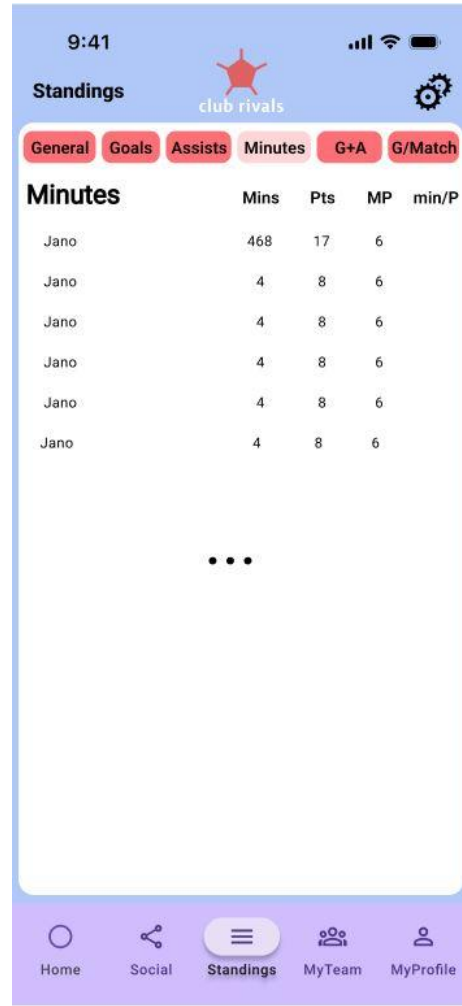 9:41
Standings
club rivals
General Goals Assists Minutes G+A G/Match
Minutes Mins Pts MP min/P
Jano 468 17 6
Jano 4 8 6
Jano 4 8 6
Jano 4 8 6
Jano 4 8 6
Jano 4 8 6
...
Home Social Standings MyTeam MyProfile